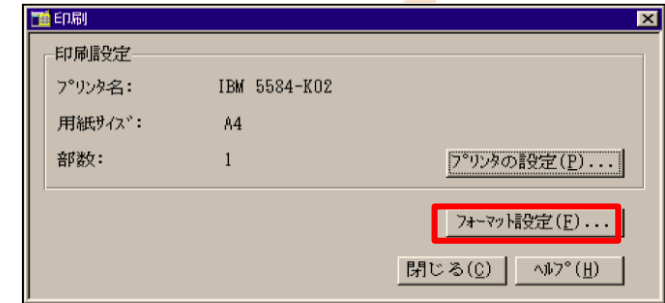 印刷
印刷設定
ﾌﾟﾘﾝﾀ名: IBM 5584-K02
用紙ｻｲｽﾞ: A4
部数: 1
ﾌﾟﾘﾝﾀの設定(P)...
ﾌｫｰﾏｯﾄ設定(F)...
閉じる(C) ﾍﾙﾌﾟ(H)